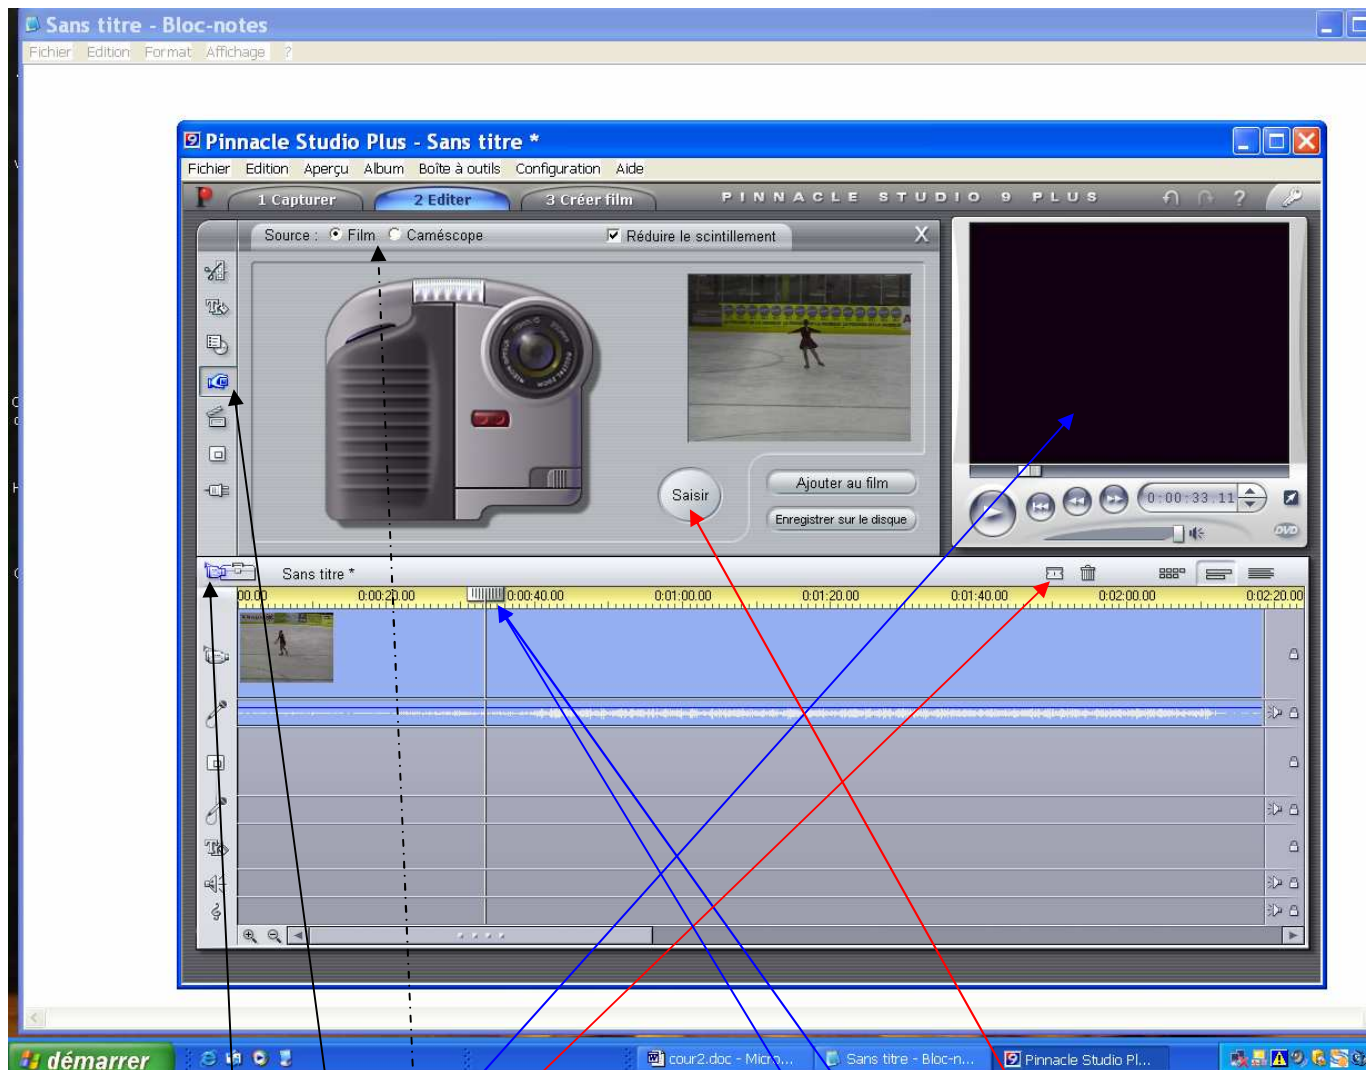 Sans titre - Bloc-notes
Fichier Edition Format Affichage ?
Pinnacle Studio Plus - Sans titre *
Fichier Edition Aperçu Album Boîte à outils Configuration Aide
1 Capturer 2 Editer 3 Créer film PINNACLE STUDIO 9 PLUS ?
Source : Film Caméscope Réduire le scintillement X
Saisir
Ajouter au film
Enregistrer sur le disque
0:00:33.11
DVD
Sans titre *
00.00 0:00:20.00 0:00:40.00 0:01:00.00 0:01:20.00 0:01:40.00 0:02:00.00 0:02:20.00
démarrer cour2.doc - Micro... Sans titre - Bloc-n... Pinnacle Studio Pl...